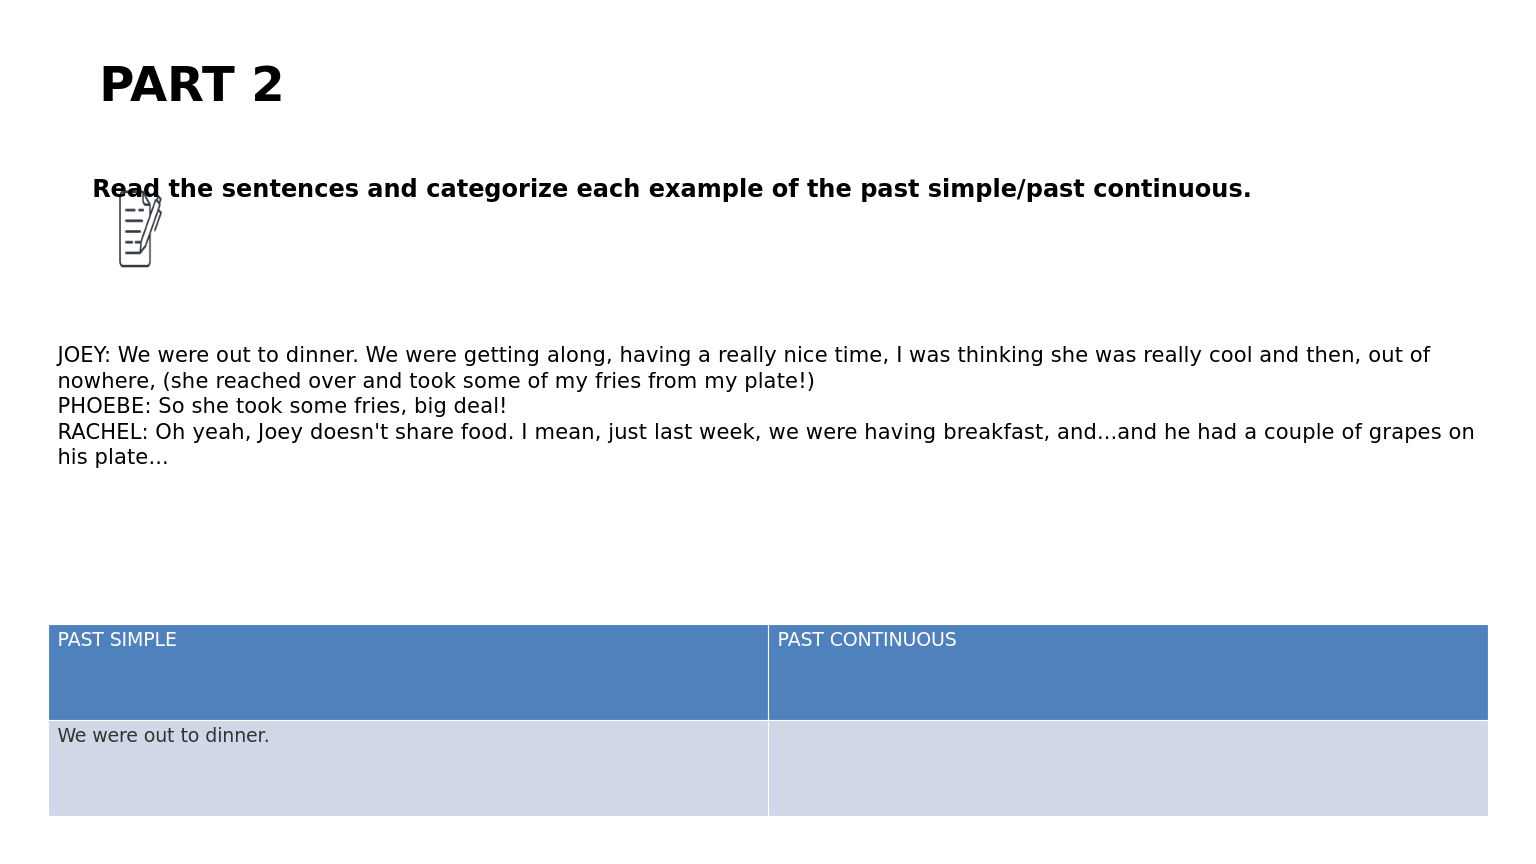 PART 2
Read the sentences and categorize each example of the past simple/past continuous.
JOEY: We were out to dinner. We were getting along, having a really nice time, I was thinking she was really cool and then, out of
nowhere, (she reached over and took some of my fries from my plate!)
PHOEBE: So she took some fries, big deal!
RACHEL: Oh yeah, Joey doesn't share food. I mean, just last week, we were having breakfast, and...and he had a couple of grapes on
his plate...
PAST SIMPLE
PAST CONTINUOUS
We were out to dinner.